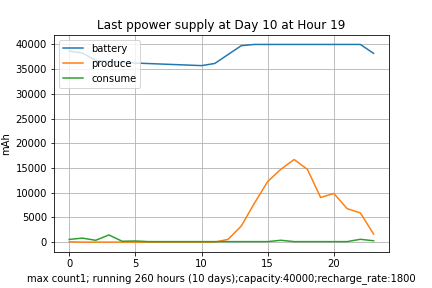 Last ppower supply at Day 10 at Hour 19
40000
35000
30000
25000
20000
15000
10000
5000
0
mAh
battery
produce
consume
0 5 10 15 20
max count1; running 260 hours (10 days);capacity:40000;recharge_rate:1800